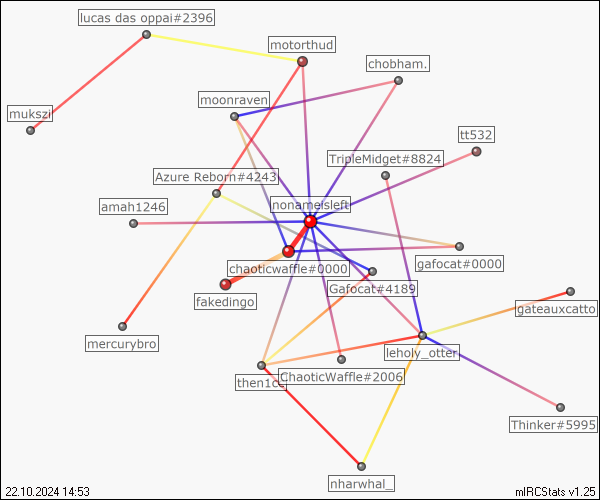 lucas das oppai#2396
motorthud
chobham.
moonraven
mukszi
tt532
TripleMidget#8824
Azure Reborn#4243
amah1246
nonameisleft
chaoticwaffle#0000
gafocat#0000
Gafocat#4189
fakedingo
gateauxcatto
mercurybro
leholy_otter
then1c
ChaoticWaffle#2006
Thinker#5995
nharwhal_
22.10.2024 14:53
mIRCStats v1.25